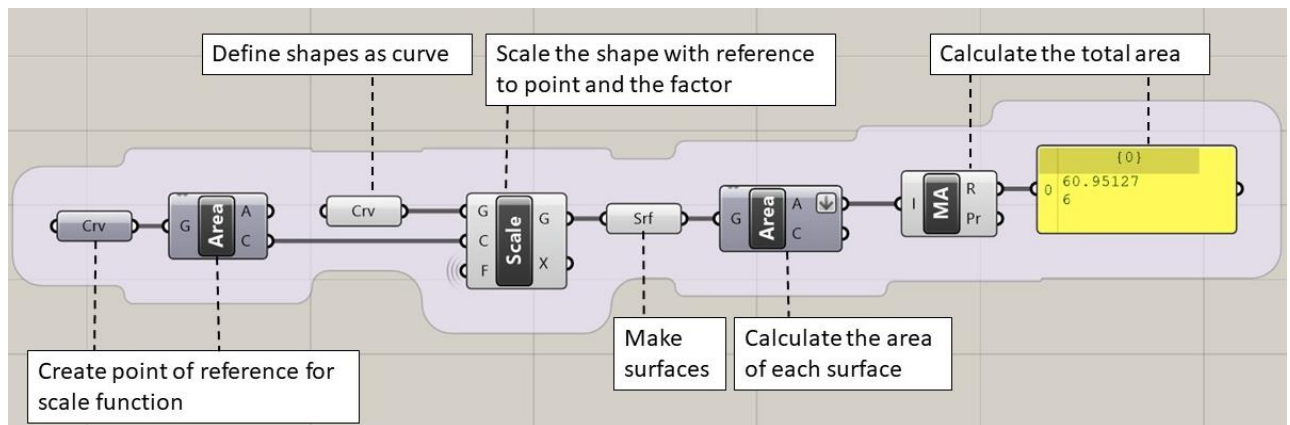 Define shapes as curve
Scale the shape with reference
to point and the factor
Calculate the total area
{0}
0 60.95127
6
Crv
G Area A
C
Crv
G Scale G
C
F X
Srf
G Area A
C
I MA R
Pr
Make
surfaces
Calculate the area
of each surface
Create point of reference for
scale function